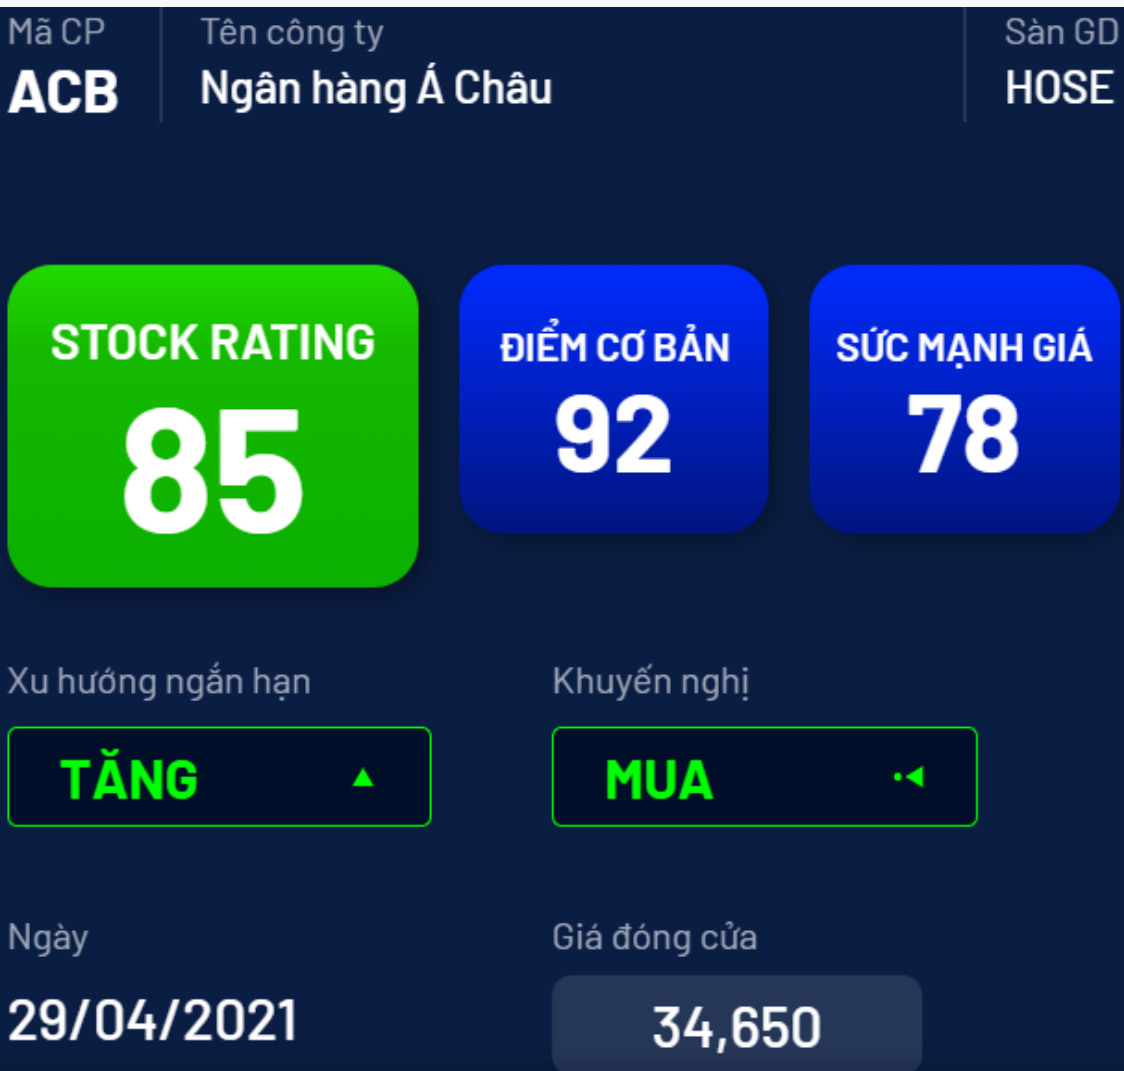 Mã CP
Tên công ty
Sàn GD
ACB
Ngân hàng Á Châu
HOSE
STOCK RATING
85
ĐIỂM CƠ BẢN
92
SỨC MẠNH GIÁ
78
Xu hướng ngắn hạn
Khuyến nghị
TĂNG
MUA
Ngày
Giá đóng cửa
29/04/2021
34,650